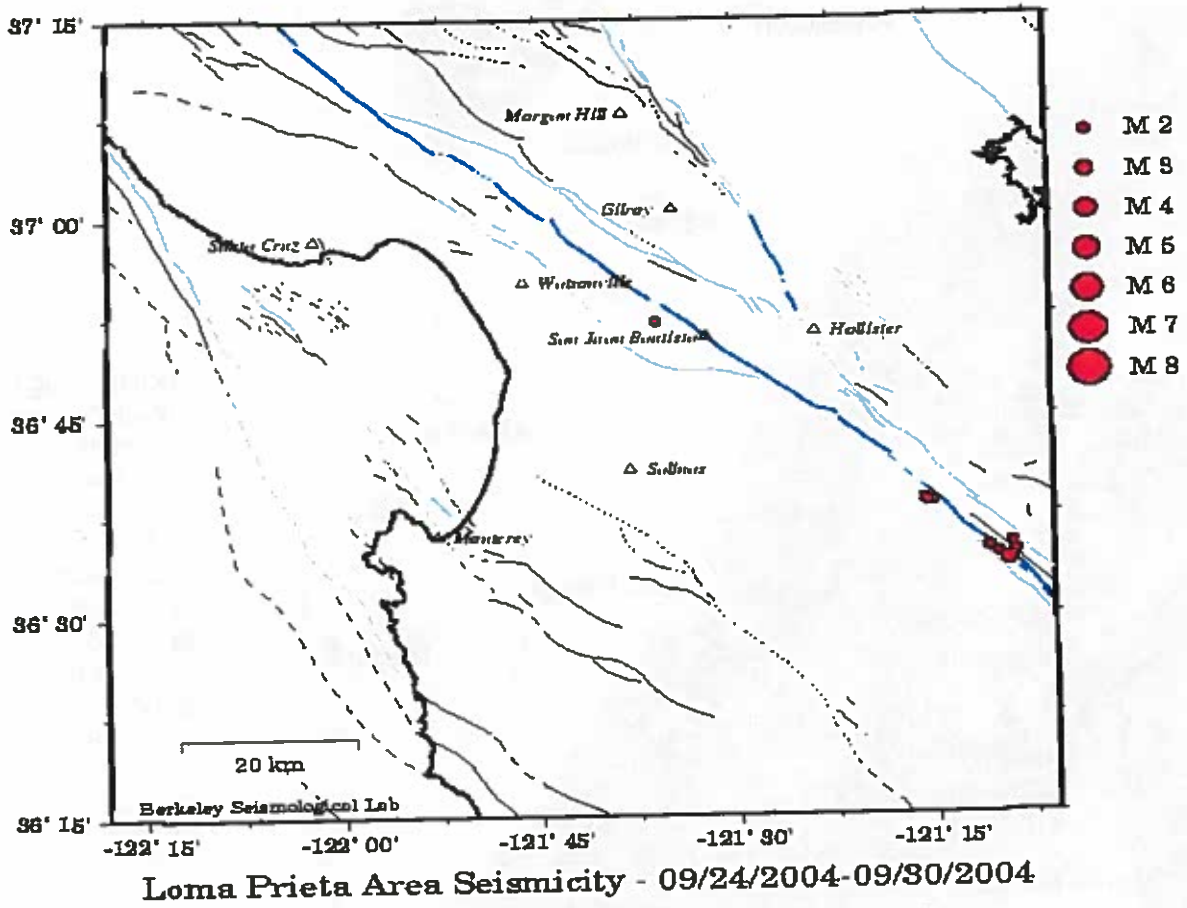 37° 15'
Morgan Hill
M 2
M 3
M 4
M 5
M 6
M 7
M 8
Gilroy
37° 00'
Santa Cruz
Watsonville
San Juan Bautista
Hollister
36° 45'
Salinas
Monterey
36° 30'
20 km
Berkeley Seismological Lab
36° 15'
-122° 15'
-122° 00'
-121° 45'
-121° 30'
-121° 15'
Loma Prieta Area Seismicity - 09/24/2004-09/30/2004